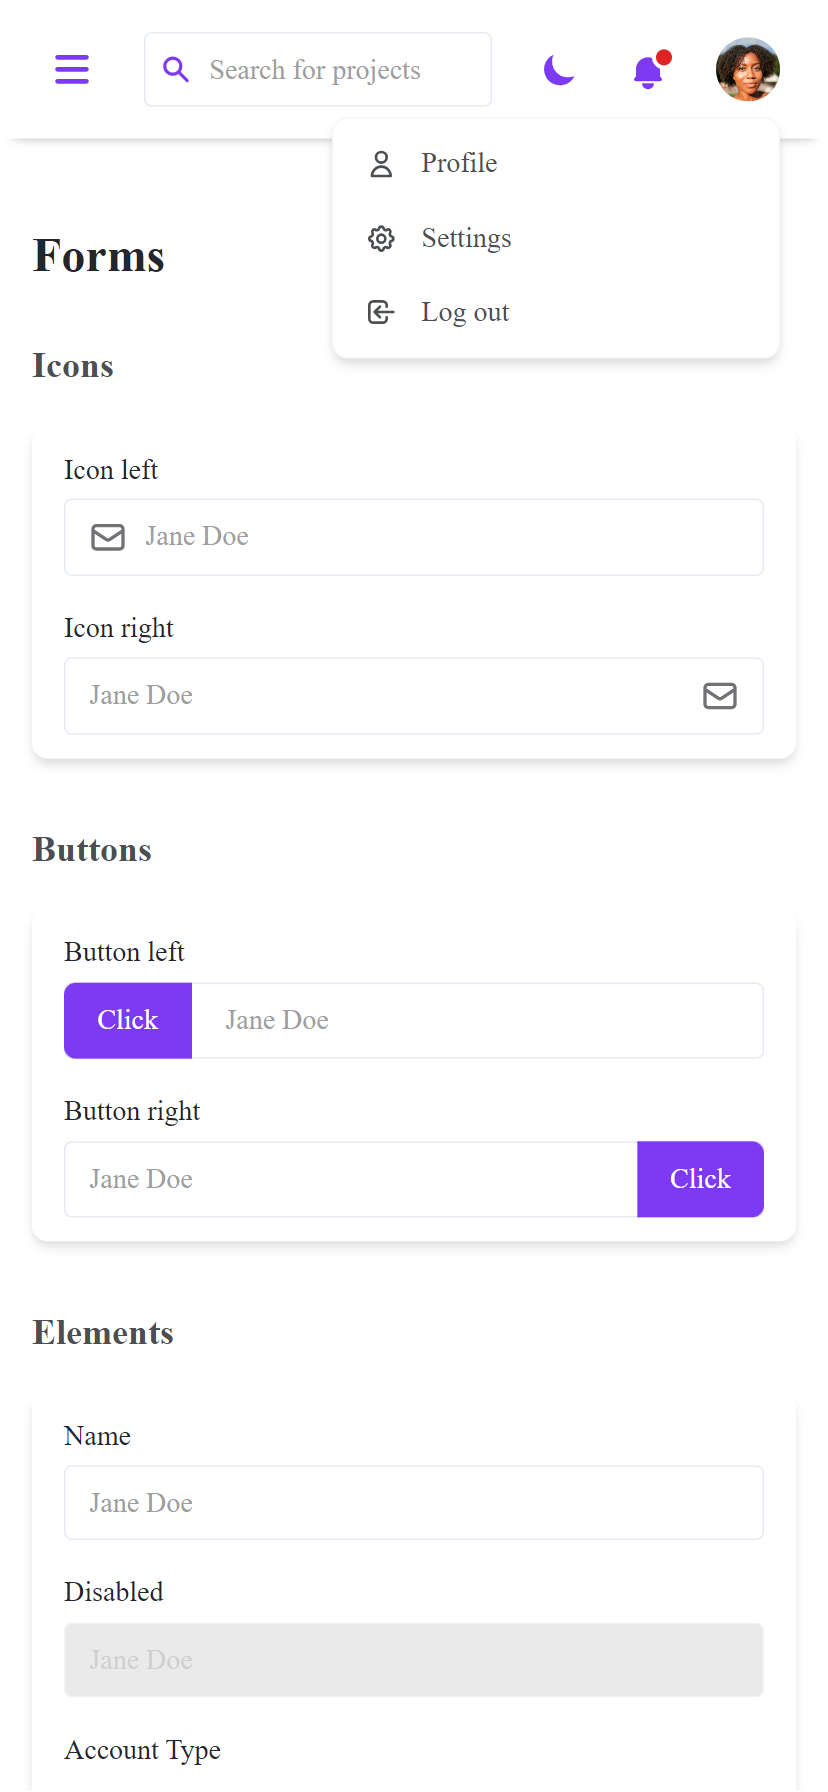 Search for projects
Profile
Settings
Log out
Forms
Icons
Icon left
Jane Doe
Icon right
Jane Doe
Buttons
Button left
Click Jane Doe
Button right
Jane Doe Click
Elements
Name
Jane Doe
Disabled
Jane Doe
Account Type